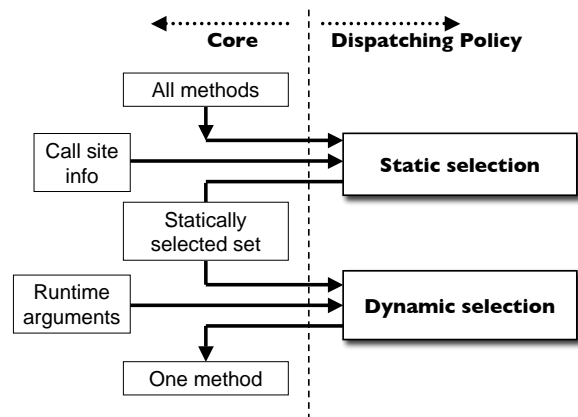 Core
Dispatching Policy
All methods
Call site
info
Static selection
Statically
selected set
Runtime
arguments
Dynamic selection
One method